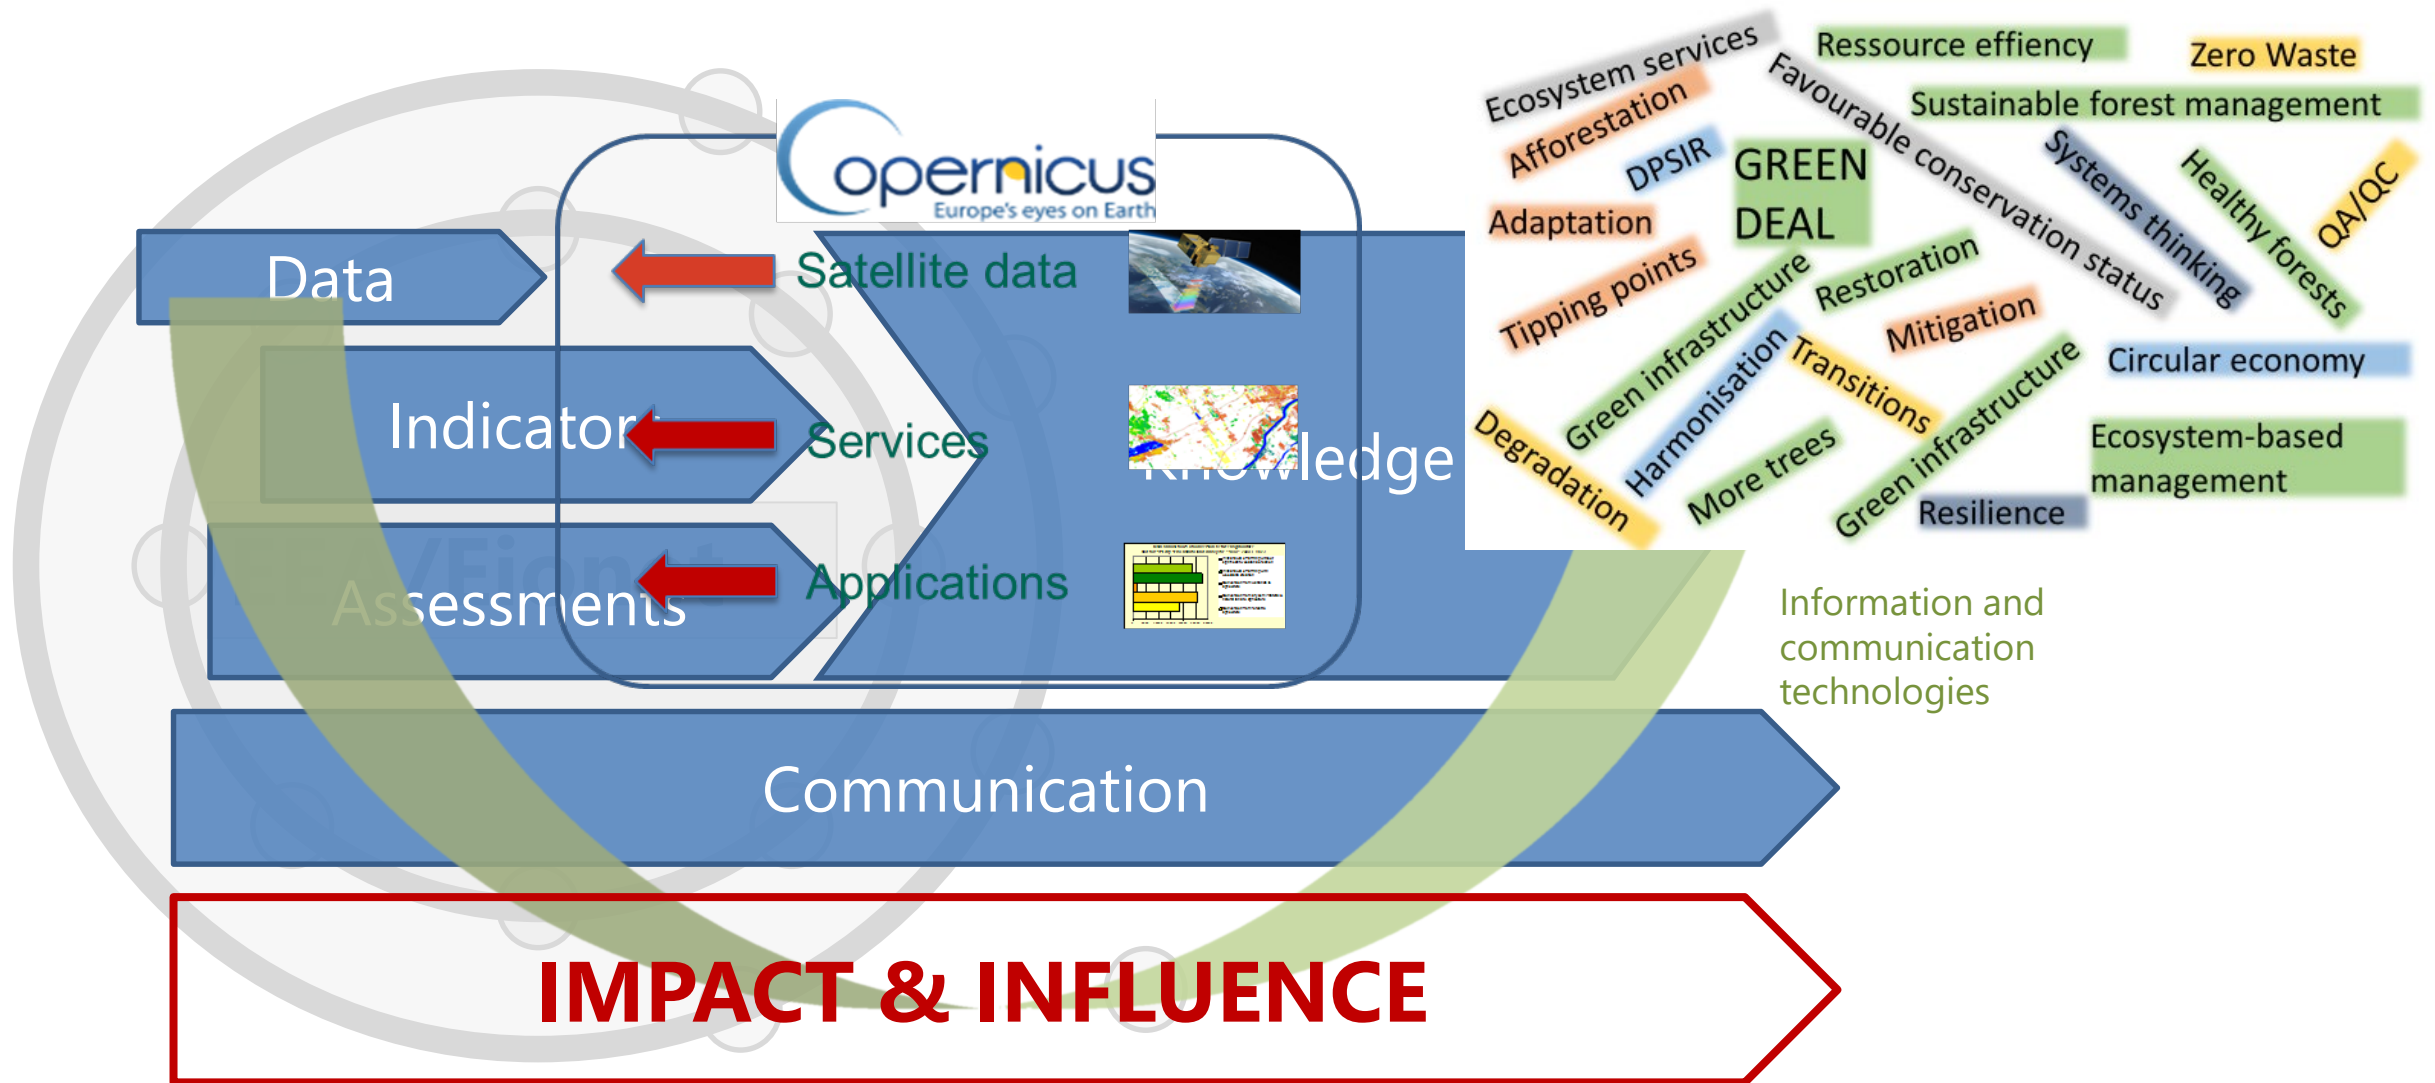 Copernicus
Europe's eyes on Earth
Data
Satellite data
Indicators
Services
Knowledge
Assessments
Applications
Communication
IMPACT & INFLUENCE
Information and
communication
technologies
Ecosystem services
Ressource effiency
Zero Waste
Afforestation
Favourable conservation status
Sustainable forest management
DPSIR
GREEN
DEAL
Systems thinking
Healthy forests
QA/QC
Adaptation
Tipping points
Restoration
Green infrastructure
Mitigation
Harmonisation
Transitions
Circular economy
Degradation
More trees
Green infrastructure
Ecosystem-based
management
Resilience